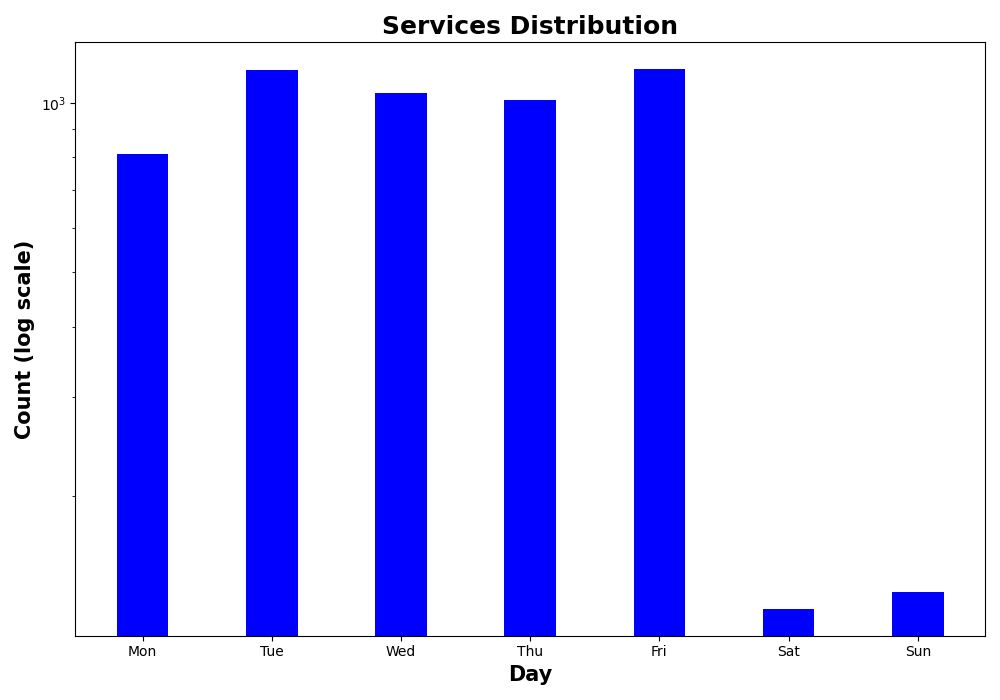 Services Distribution
10³
Count (log scale)
Mon Tue Wed Thu Fri Sat Sun
Day